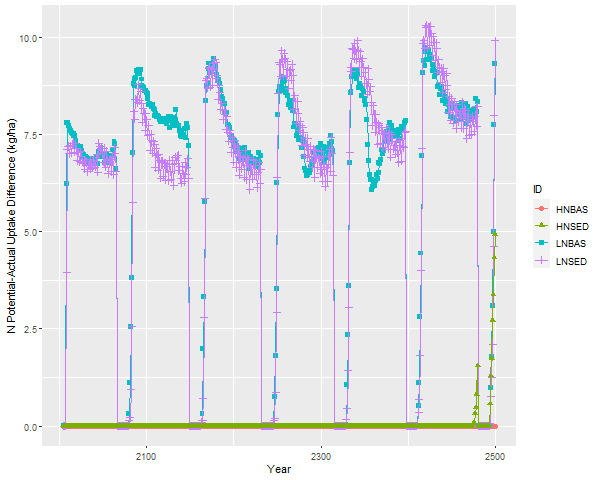 10.0
7.5
5.0
2.5
0.0
N Potential-Actual Uptake Difference (kg/ha)
2100
2300
2500
Year
ID
HNBAS
HNSED
LNBAS
LNSED